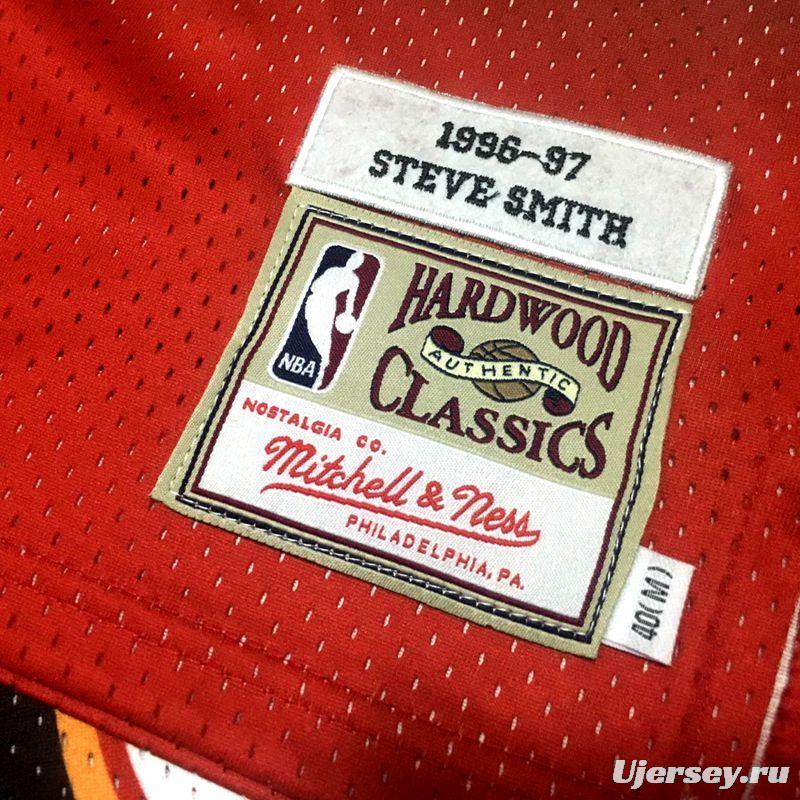 1996-97
STEVE SMITH
NBA
HARDWOOD
AUTHENTIC
CLASSICS
NOSTALGIA CO.
Mitchell & Ness
PHILADELPHIA, PA.
40(M)
Ujersey.ru